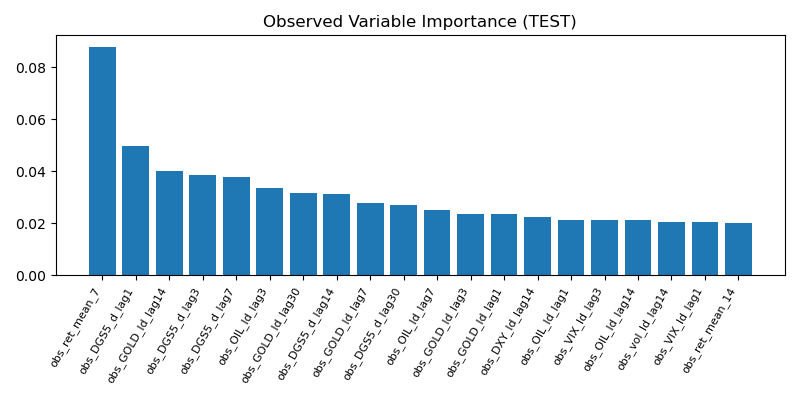 Observed Variable Importance (TEST)
0.08
0.06
0.04
0.02
0.00
obs_ret_mean_7
obs_DGS5_d_lag1
obs_GOLD_ld_lag14
obs_DGS5_d_lag3
obs_DGS5_d_lag7
obs_OIL_ld_lag3
obs_GOLD_ld_lag30
obs_DGS5_d_lag14
obs_GOLD_ld_lag7
obs_DGS5_d_lag30
obs_OIL_ld_lag7
obs_GOLD_ld_lag3
obs_GOLD_ld_lag1
obs_DXY_ld_lag14
obs_OIL_ld_lag1
obs_VIX_ld_lag3
obs_OIL_ld_lag14
obs_vol_ld_lag14
obs_VIX_ld_lag1
obs_ret_mean_14